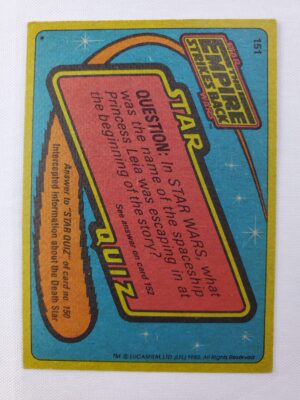 151
STAR WARS
THE
EMPIRE
STRIKES BACK
STAR
QUESTION: In STAR WARS, what
was the name of the spaceship
Princess Leia was escaping in at
the beginning of the story?
See answer on card 152
QUIZ
Answer to "STAR QUIZ" of card no. 150
Intercepted information about the Death Star
*
TM: © LUCASFILM, LTD. (LFL) 1980. All Rights Reserved.